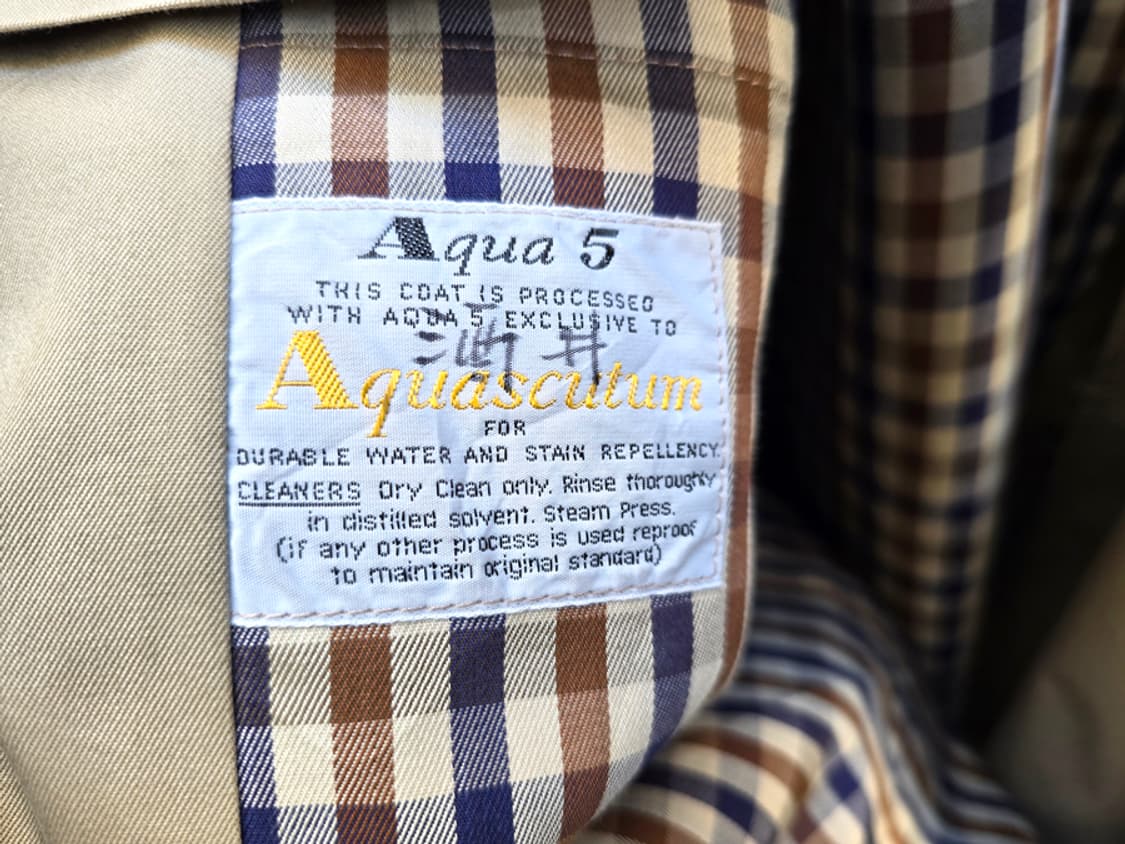 Aqua 5
THIS COAT IS PROCESSED
WITH AQUA 5, EXCLUSIVE TO
酒井
Aquascutum
FOR
DURABLE WATER AND STAIN REPELLENCY.
CLEANERS Dry Clean only. Rinse thoroughly
in distilled solvent. Steam Press.
(if any other process is used reproof
to maintain original standard)